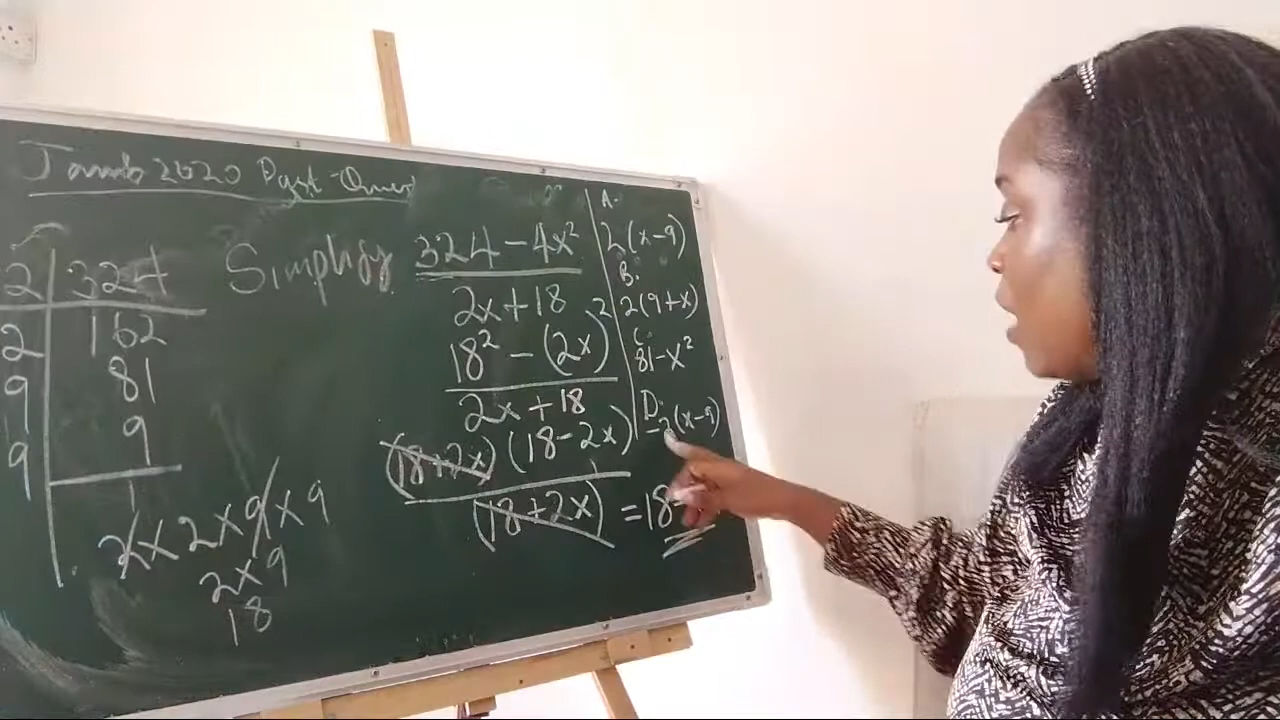 Jamb 2020 Past Quest
2 | 324
2 | 162
9 | 81
9 | 9
1
2 × 2 × 9 × 9
2 × 9
18
Simplify
324 - 4x²
2x + 18
18² - (2x)²
2x + 18
(18+2x) (18-2x)
(18+2x)
= 18
A.
2(x-9)
B.
2(9+x)
C.
81-x²
D.
-2(x-9)